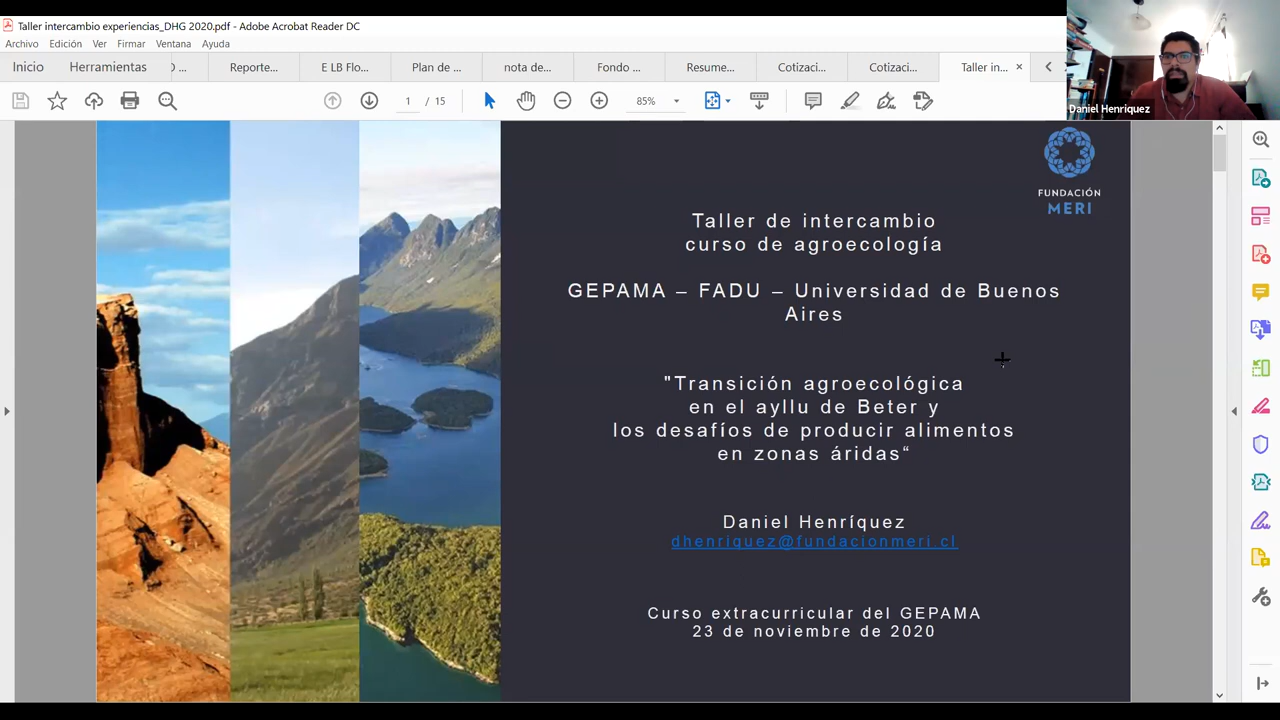 Taller intercambio experiencias_DHG 2020.pdf - Adobe Acrobat Reader DC
Archivo Edición Ver Firmar Ventana Ayuda
Inicio Herramientas O ... Reporte... E LB Flo... Plan de ... nota de... Fondo ... Resume... Cotizaci... Cotizaci... Taller in... ×
1 / 15 85%
Daniel Henriquez
FUNDACIÓN
MERI
Taller de intercambio
curso de agroecología
GEPAMA – FADU – Universidad de Buenos
Aires
"Transición agroecológica
en el ayllu de Beter y
los desafíos de producir alimentos
en zonas áridas“
Daniel Henríquez
dhenriquez@fundacionmeri.cl
Curso extracurricular del GEPAMA
23 de noviembre de 2020